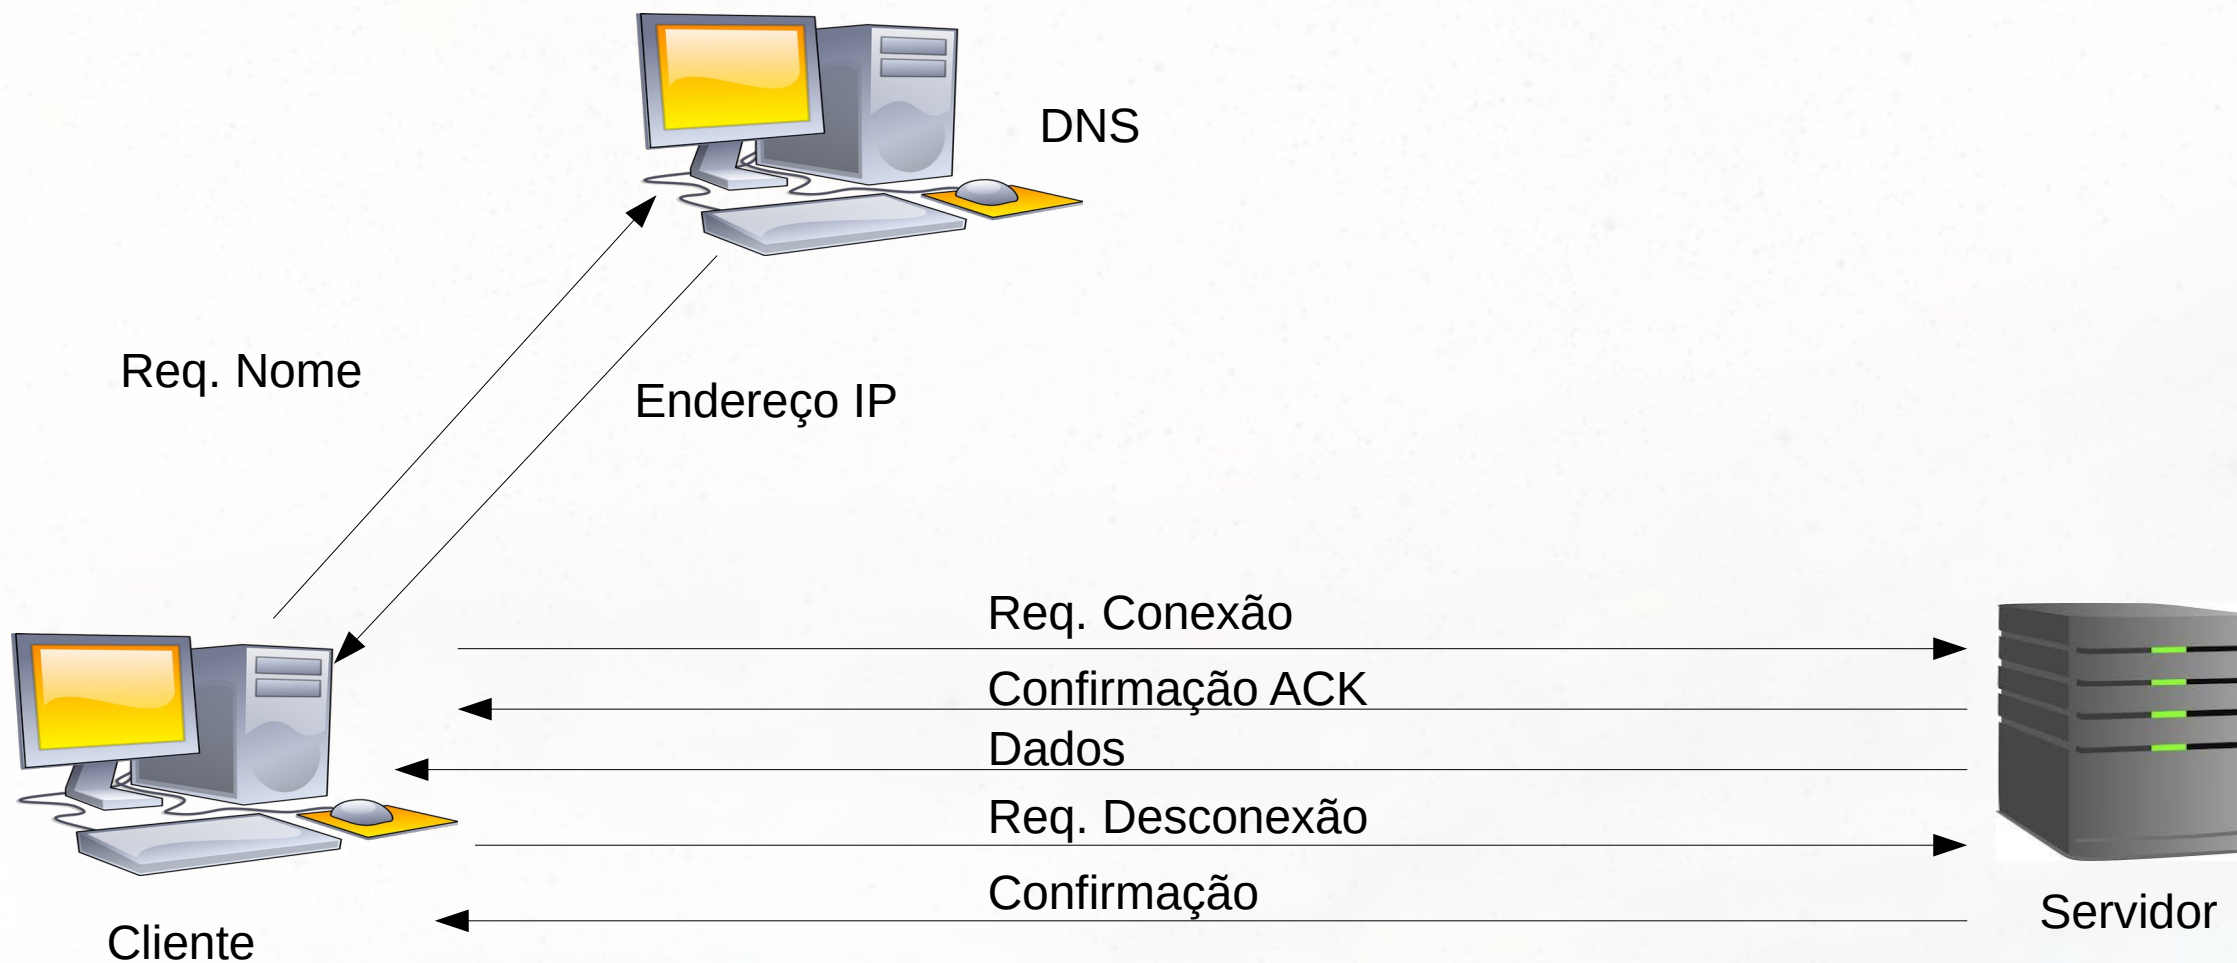 DNS
Req. Nome
Endereço IP
Req. Conexão
Confirmação ACK
Dados
Req. Desconexão
Confirmação
Servidor
Cliente